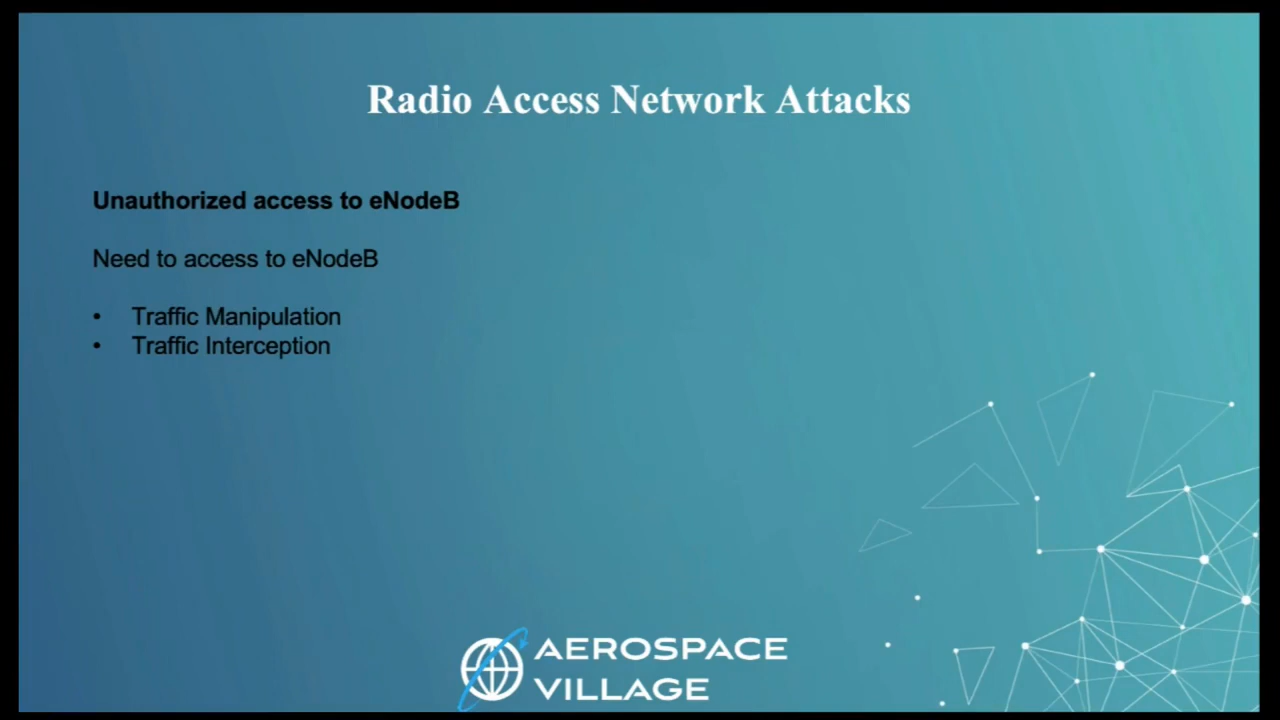 Radio Access Network Attacks
Unauthorized access to eNodeB
Need to access to eNodeB
• Traffic Manipulation
• Traffic Interception
AEROSPACE
VILLAGE